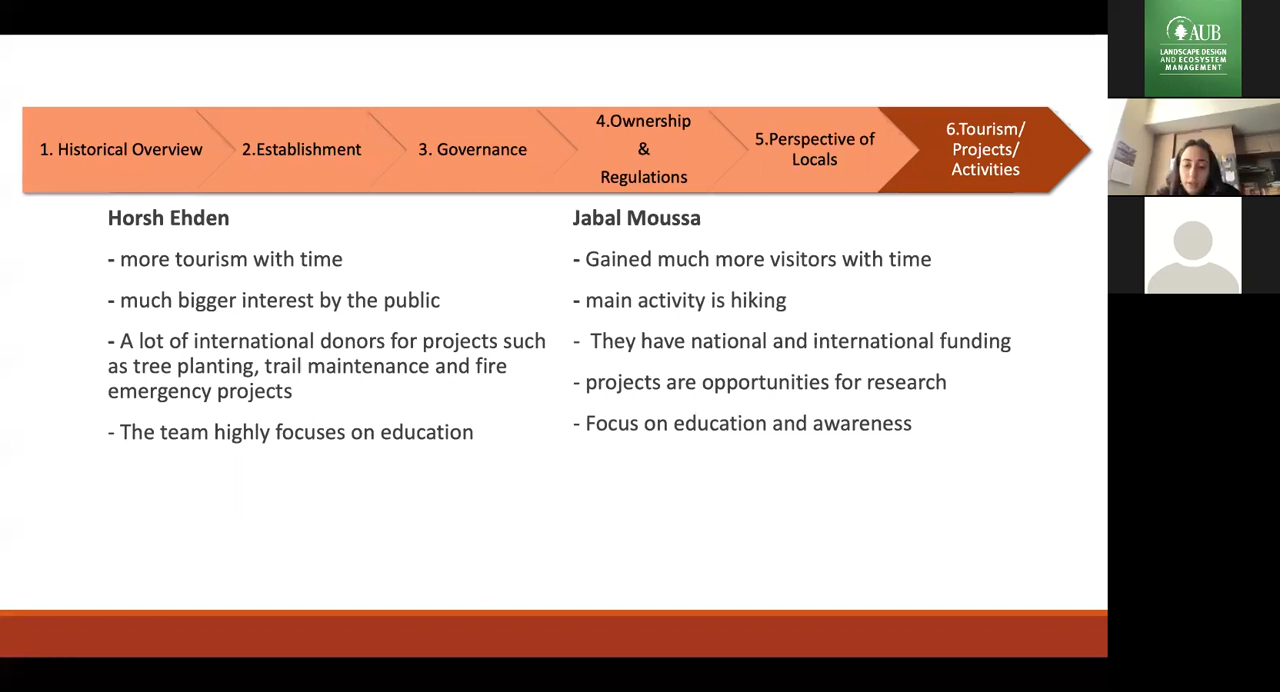 1. Historical Overview
2.Establishment
3. Governance
4.Ownership
&
Regulations
5.Perspective of
Locals
6.Tourism/
Projects/
Activities
Horsh Ehden
- more tourism with time
- much bigger interest by the public
- A lot of international donors for projects such
as tree planting, trail maintenance and fire
emergency projects
- The team highly focuses on education
Jabal Moussa
- Gained much more visitors with time
- main activity is hiking
- They have national and international funding
- projects are opportunities for research
- Focus on education and awareness
AUB
LANDSCAPE DESIGN
AND ECOSYSTEM
MANAGEMENT